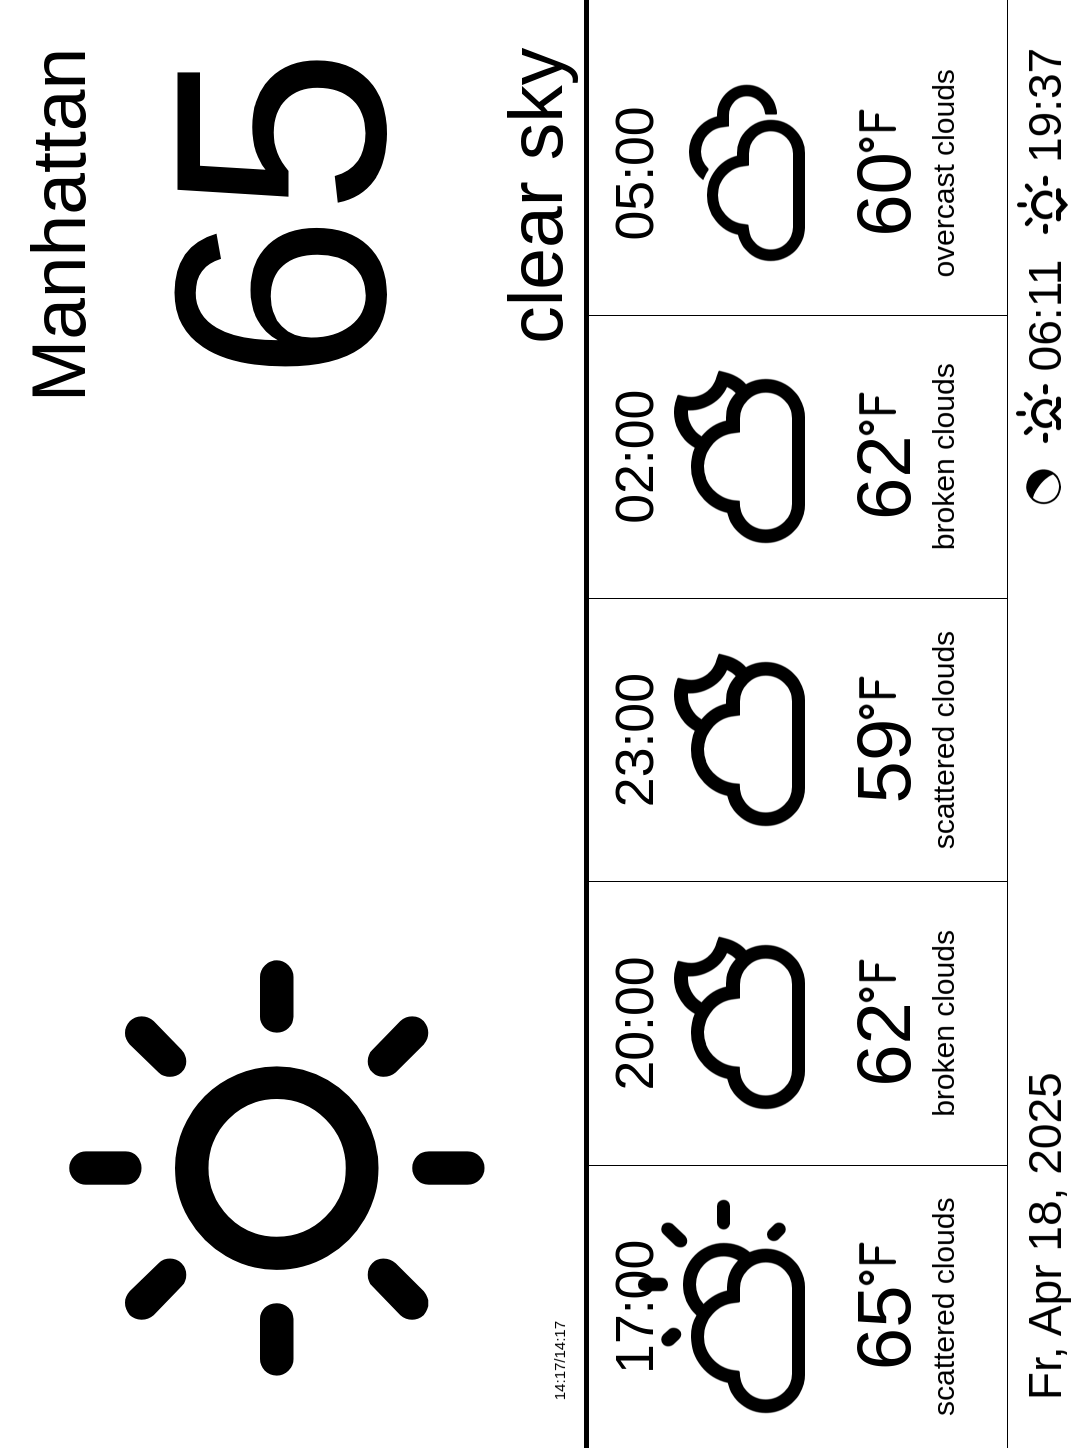 Manhattan
65
clear sky
14:17/14:17
17:00
65°F
scattered clouds
20:00
62°F
broken clouds
23:00
59°F
scattered clouds
02:00
62°F
broken clouds
05:00
60°F
overcast clouds
Fr, Apr 18, 2025
06:11
19:37